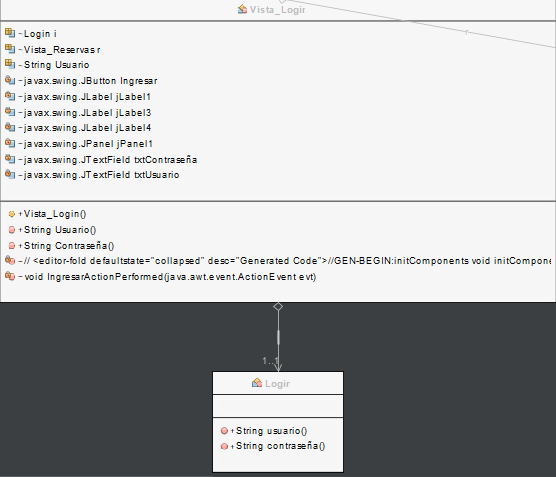 Vista_Logir
- Login i
- Vista_Reservas r
- String Usuario
- javax.swing.JButton Ingresar
- javax.swing.JLabel jLabel1
- javax.swing.JLabel jLabel3
- javax.swing.JLabel jLabel4
- javax.swing.JPanel jPanel1
- javax.swing.JTextField txtContraseña
- javax.swing.JTextField txtUsuario
+ Vista_Login()
+ String Usuario()
+ String Contraseña()
- // <editor-fold defaultstate="collapsed" desc="Generated Code">//GEN-BEGIN:initComponents void initCompone
- void IngresarActionPerformed(java.awt.event.ActionEvent evt)
r
1..1
Logir
+ String usuario()
+ String contraseña()